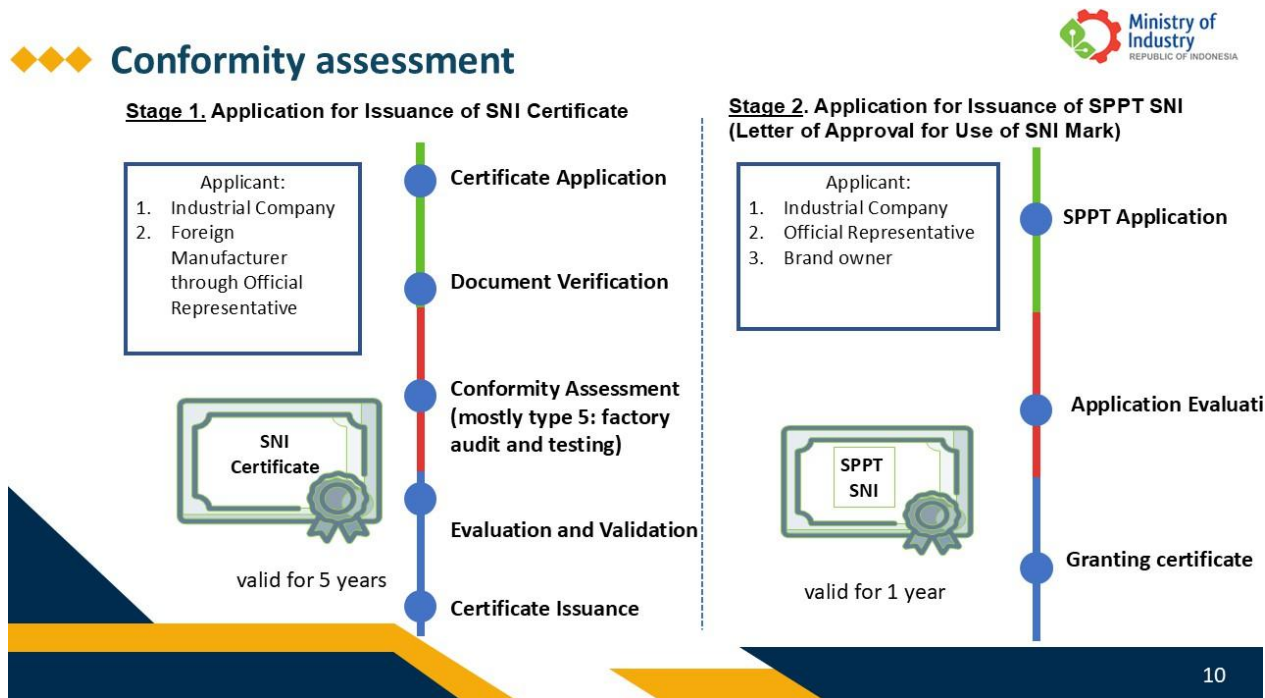 Conformity assessment
Ministry of
Industry
REPUBLIC OF INDONESIA
Stage 1. Application for Issuance of SNI Certificate
Applicant:
1. Industrial Company
2. Foreign
Manufacturer
through Official
Representative
Certificate Application
Document Verification
Conformity Assessment
(mostly type 5: factory
audit and testing)
Evaluation and Validation
Certificate Issuance
SNI
Certificate
valid for 5 years
Stage 2. Application for Issuance of SPPT SNI
(Letter of Approval for Use of SNI Mark)
Applicant:
1. Industrial Company
2. Official Representative
3. Brand owner
SPPT Application
Application Evaluati
Granting certificate
SPPT
SNI
valid for 1 year
10